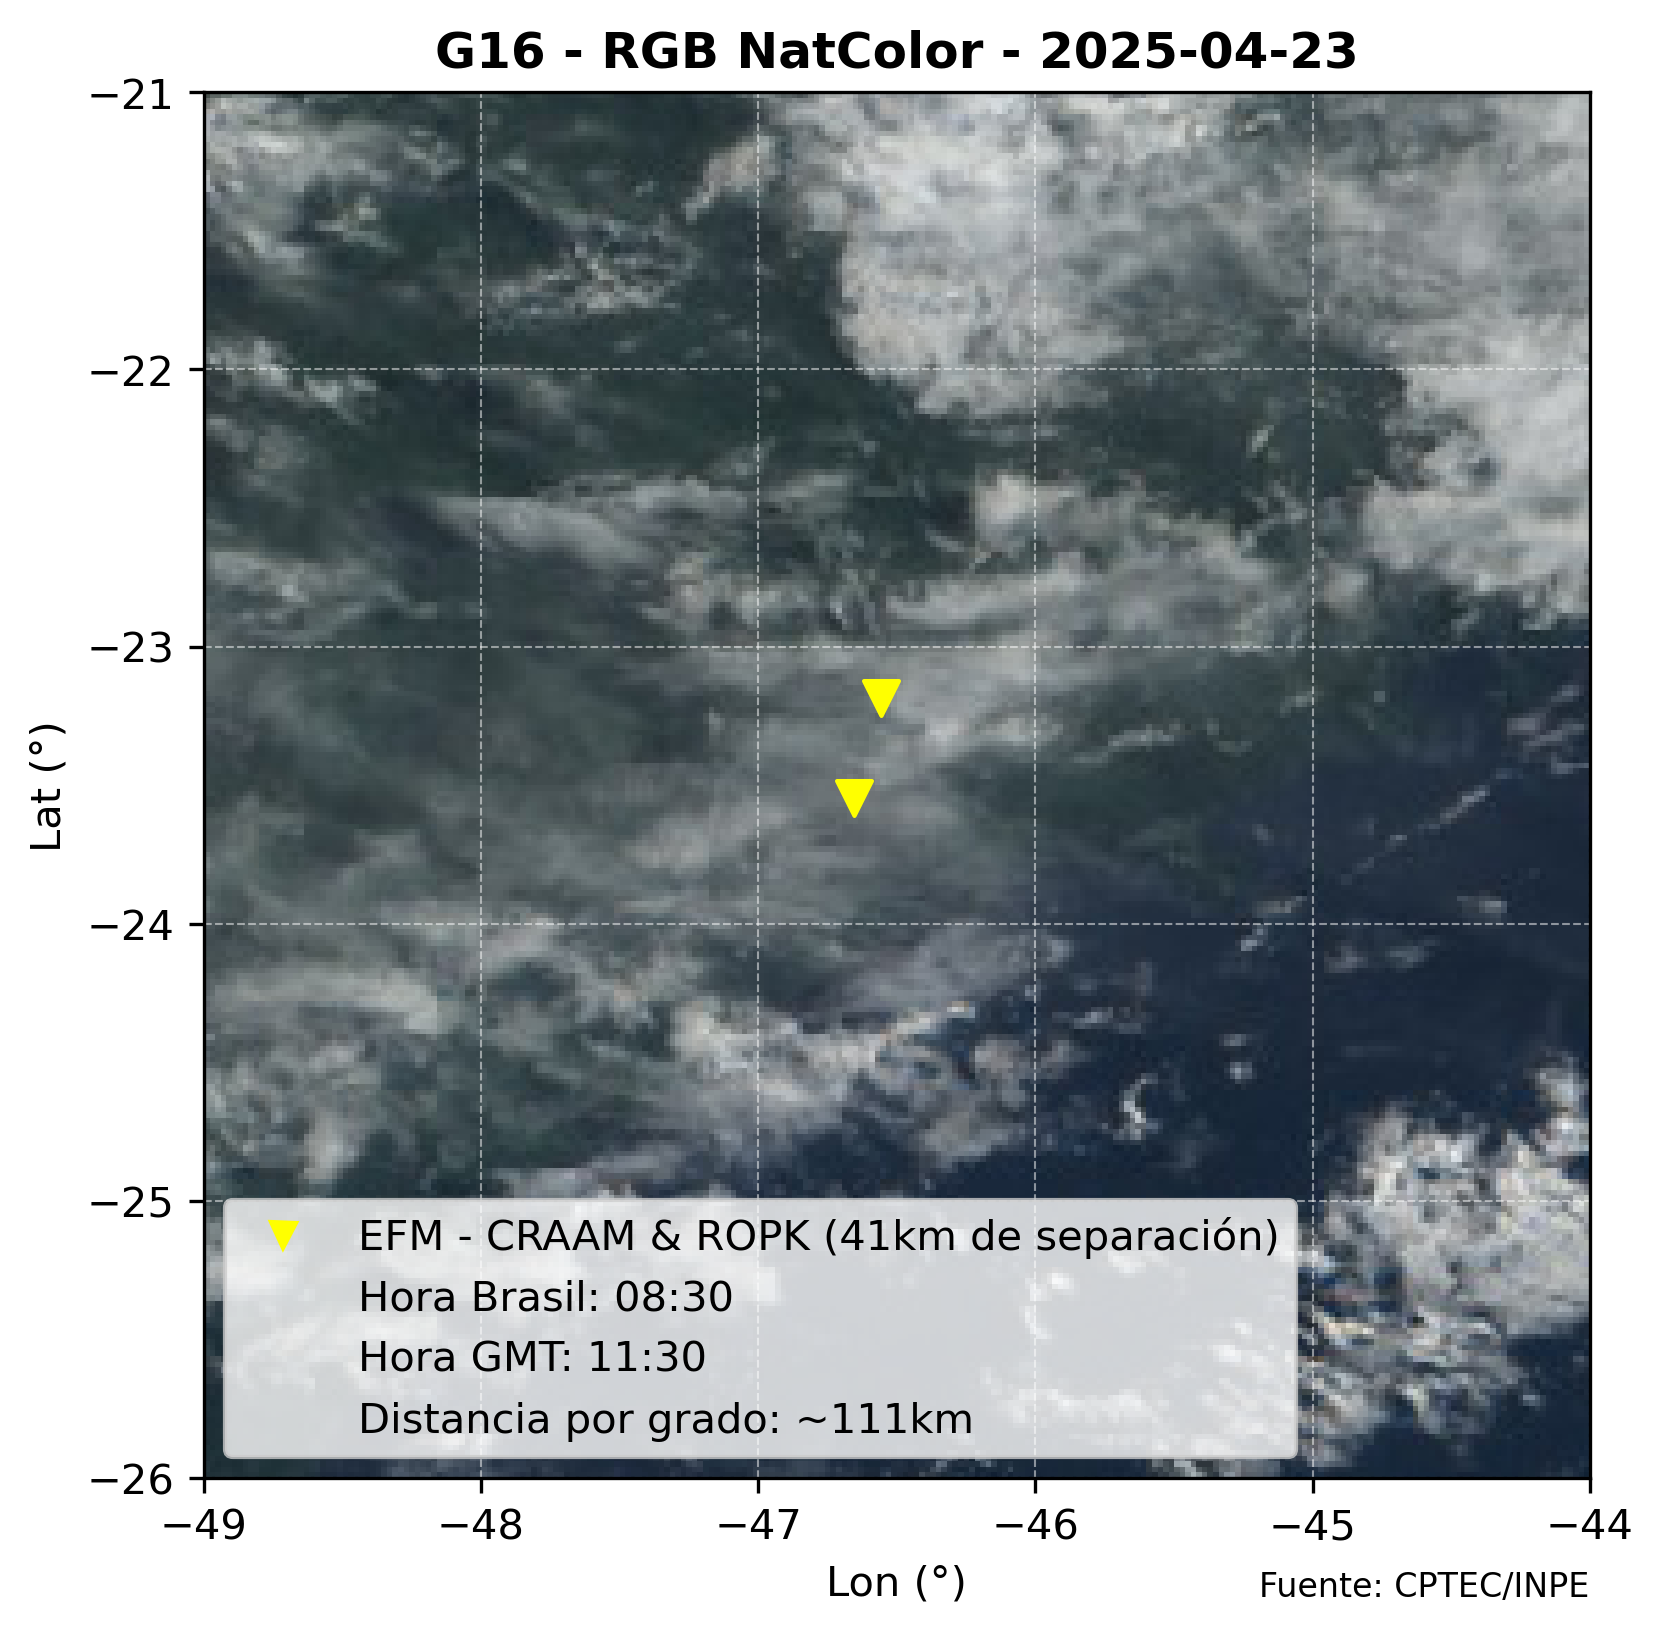 G16 - RGB NatColor - 2025-04-23
−21
−22
−23
−24
−25
−26
Lat (°)
EFM - CRAAM & ROPK (41km de separación)
Hora Brasil: 08:30
Hora GMT: 11:30
Distancia por grado: ~111km
−49 −48 −47 −46 −45 −44
Lon (°)
Fuente: CPTEC/INPE